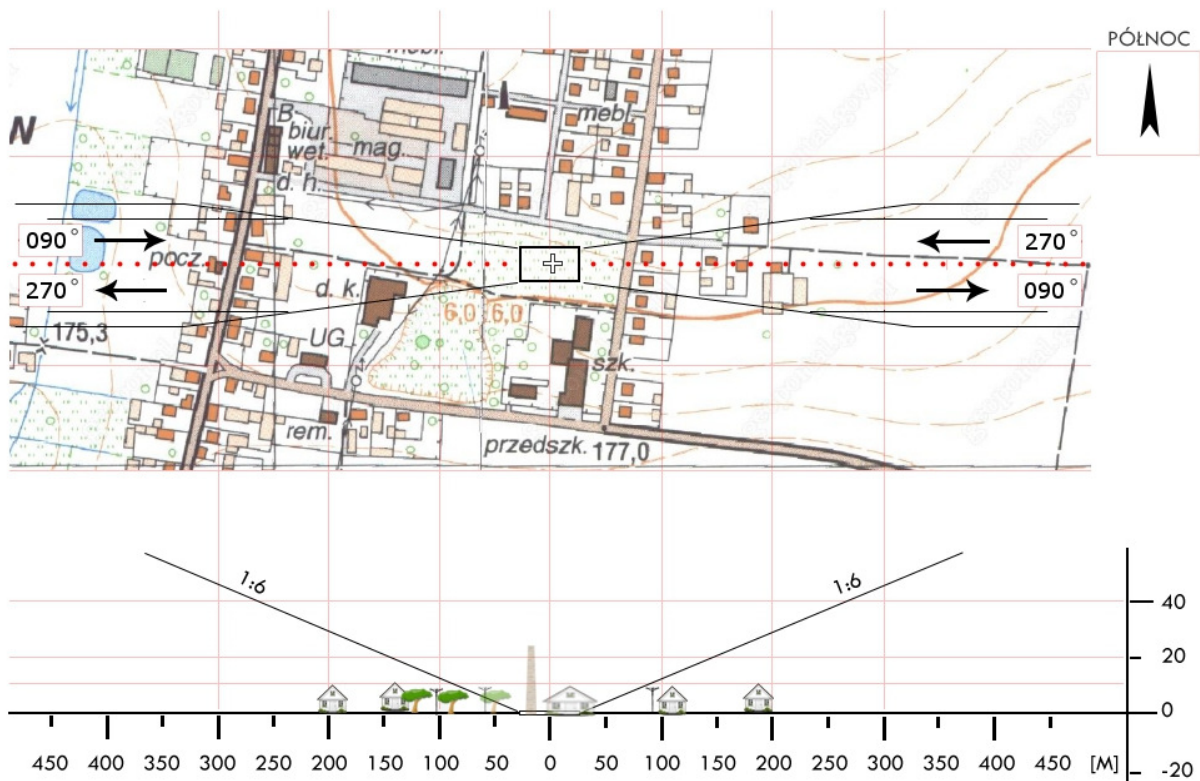 PÓŁNOC
mebl.
N
B.
biur.
wet.
mag.
mebl.
d. h.
090° 270°
pocz.
270° 090°
d. k.
6,0 6,0
175,3
UG.
szk.
rem.
przedszk. 177,0
1:6 1:6
40
20
0
450 400 350 300 250 200 150 100 50 0 50 100 150 200 250 300 350 400 450 [M]
-20